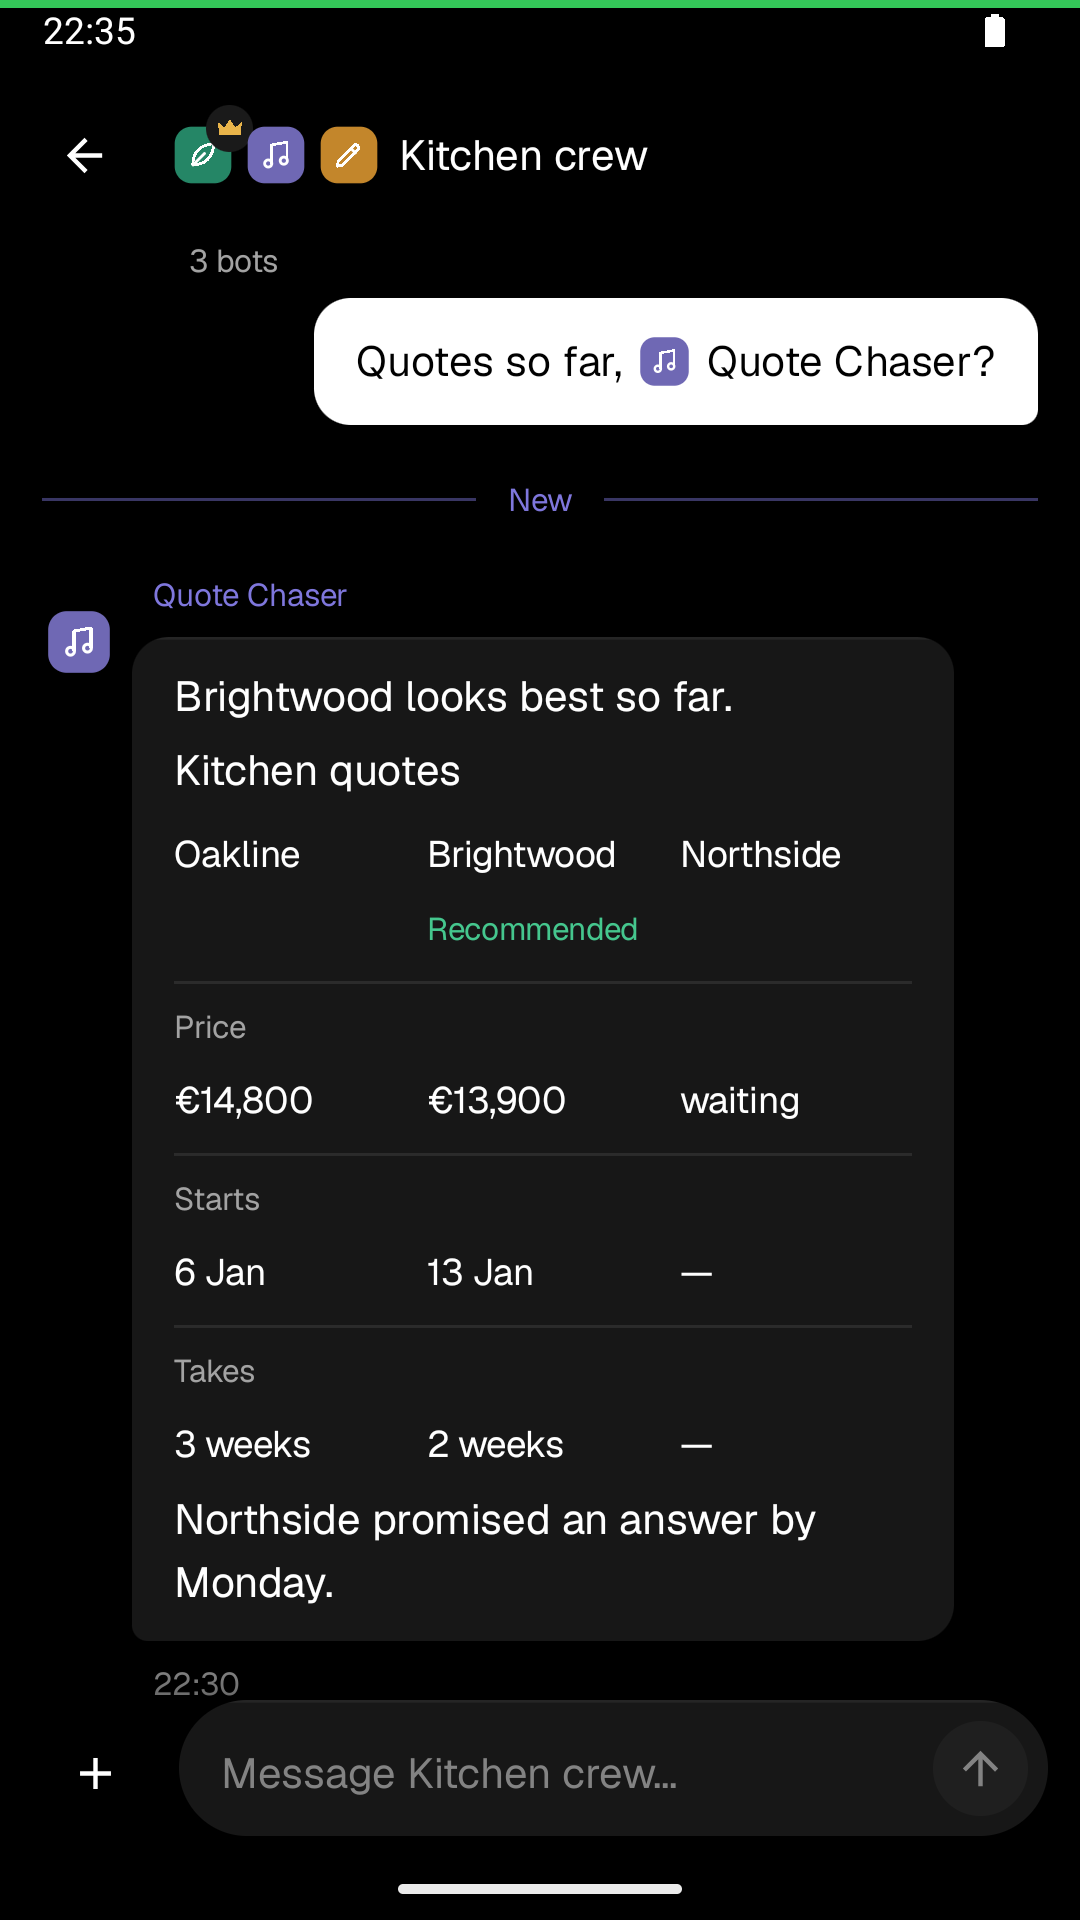 22:35
Kitchen crew
3 bots
Quotes so far, Quote Chaser?
New
Quote Chaser
Brightwood looks best so far.
Kitchen quotes
Oakline Brightwood Northside
Recommended
Price
€14,800 €13,900 waiting
Starts
6 Jan 13 Jan —
Takes
3 weeks 2 weeks —
Northside promised an answer by
Monday.
22:30
Message Kitchen crew...